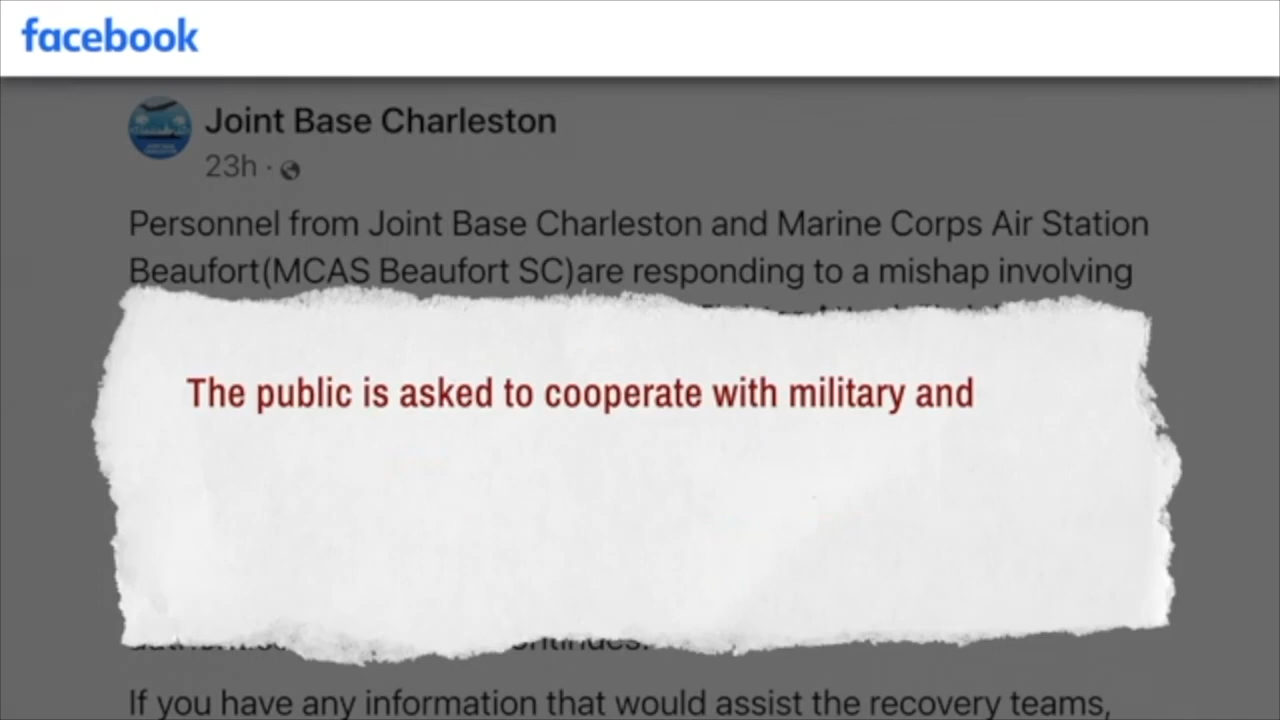 facebook
Joint Base Charleston
23h ·
Personnel from Joint Base Charleston and Marine Corps Air Station
Beaufort(MCAS Beaufort SC)are responding to a mishap involving
The public is asked to cooperate with military and
If you have any information that would assist the recovery teams,